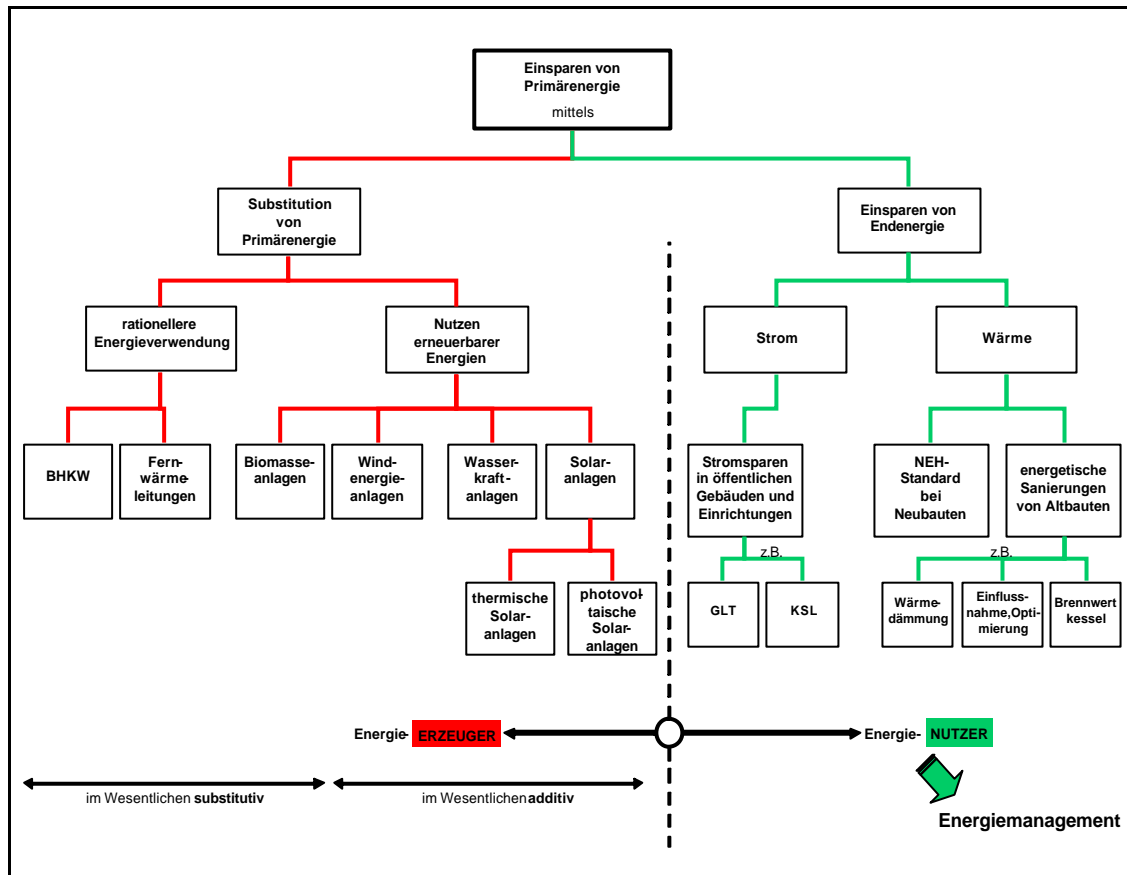 Einsparen von
Primärenergie
mittels
Substitution
von
Primärenergie
Einsparen von
Endenergie
rationellere
Energieverwendung
Nutzen
erneuerbarer
Energien
Strom
Wärme
BHKW
Fern-
wärme-
leitungen
Biomasse-
anlagen
Wind-
energie-
anlagen
Wasser-
kraft-
anlagen
Solar-
anlagen
Stromsparen
in öffentlichen
Gebäuden und
Einrichtungen
NEH-
Standard
bei
Neubauten
energetische
Sanierungen
von Altbauten
z.B.
z.B.
thermische
Solar-
anlagen
photovol-
taische
Solar-
anlagen
GLT
KSL
Wärme-
dämmung
Einfluss-
nahme,Opti-
mierung
Brennwert
kessel
Energie- ERZEUGER
Energie- NUTZER
im Wesentlichen substitutiv
im Wesentlichen additiv
Energiemanagement